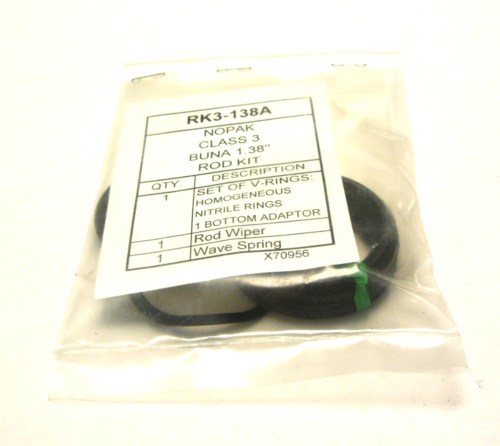 RK3-138A
NOPAK
CLASS 3
BUNA 1.38"
ROD KIT
QTY. DESCRIPTION
1 SET OF V-RINGS:
HOMOGENEOUS
NITRILE RINGS
1 BOTTOM ADAPTOR
1 Rod Wiper
1 Wave Spring
X70956